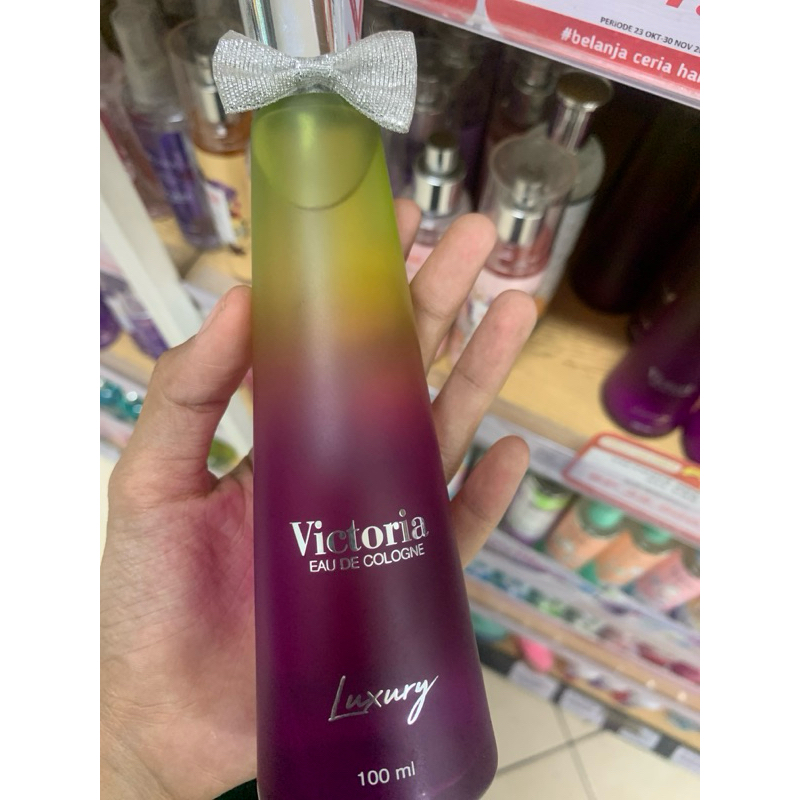 PERIODE 23 OKT-30 NOV
#belanja ceria
Victoria
EAU DE COLOGNE
Luxury
100 ml